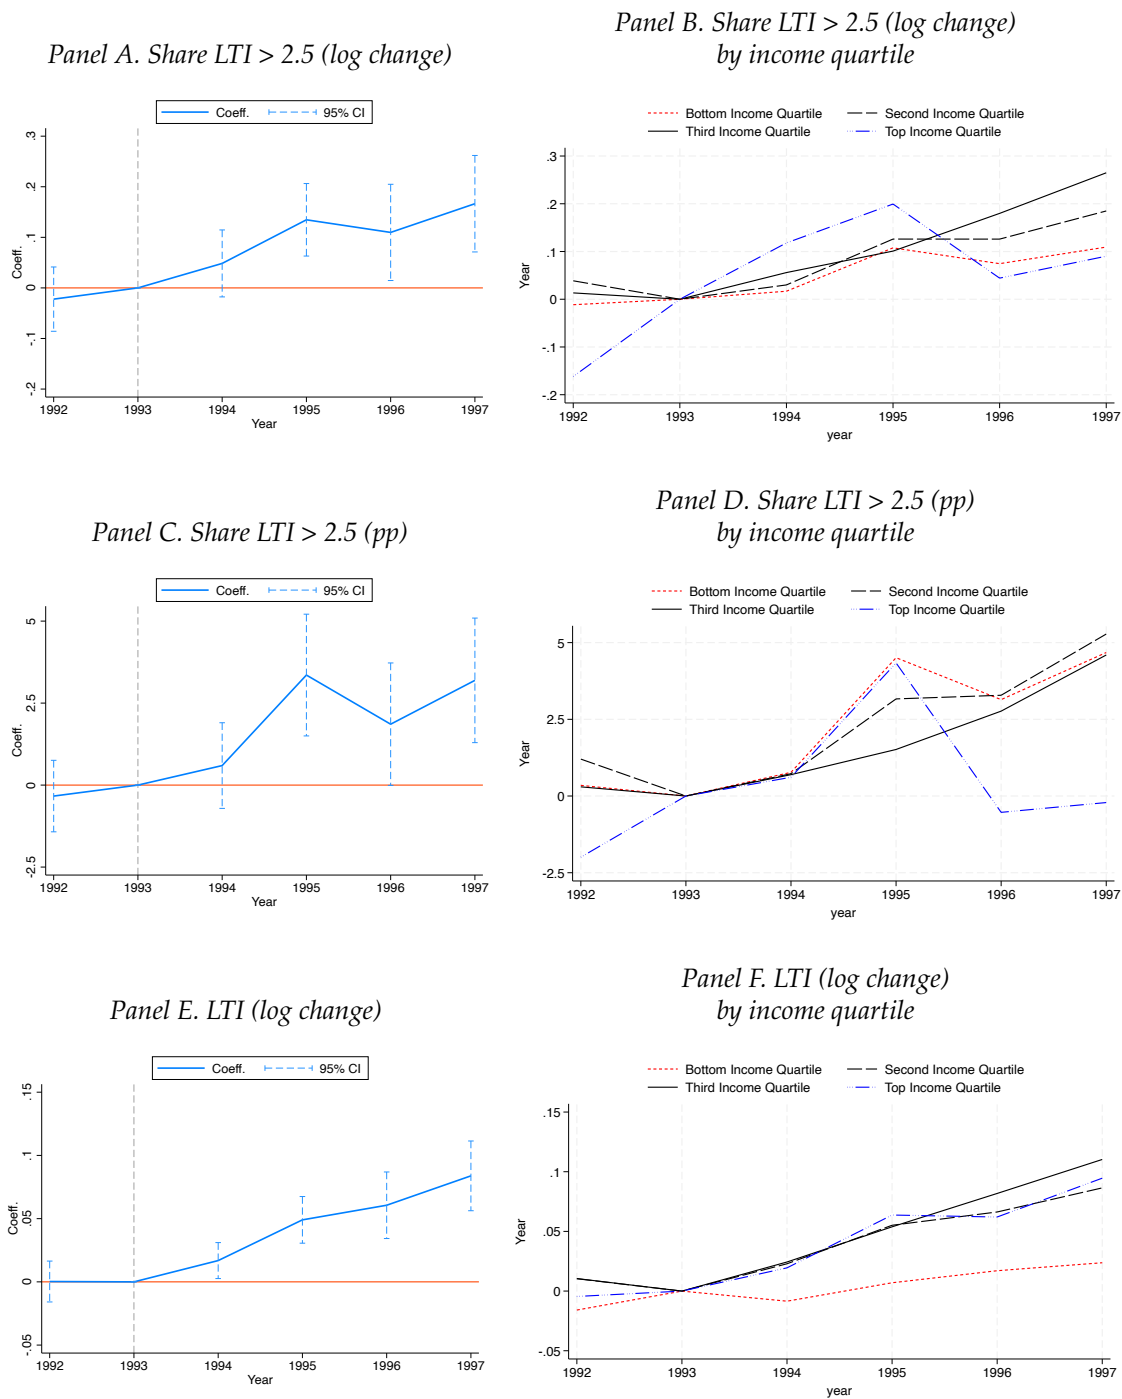 Panel A. Share LTI > 2.5 (log change)
Coeff. 95% CI
.3
.2
.1
0
-.1
-.2
Coeff.
1992 1993 1994 1995 1996 1997
Year
Panel B. Share LTI > 2.5 (log change)
by income quartile
Bottom Income Quartile Second Income Quartile
Third Income Quartile Top Income Quartile
.3
.2
.1
0
-.1
-.2
Year
1992 1993 1994 1995 1996 1997
year
Panel C. Share LTI > 2.5 (pp)
Coeff. 95% CI
5
2.5
0
-2.5
Coeff.
1992 1993 1994 1995 1996 1997
Year
Panel D. Share LTI > 2.5 (pp)
by income quartile
Bottom Income Quartile Second Income Quartile
Third Income Quartile Top Income Quartile
5
2.5
0
-2.5
Year
1992 1993 1994 1995 1996 1997
year
Panel E. LTI (log change)
Coeff. 95% CI
.15
.1
.05
0
-.05
Coeff.
1992 1993 1994 1995 1996 1997
Year
Panel F. LTI (log change)
by income quartile
Bottom Income Quartile Second Income Quartile
Third Income Quartile Top Income Quartile
.15
.1
.05
0
-.05
Year
1992 1993 1994 1995 1996 1997
year